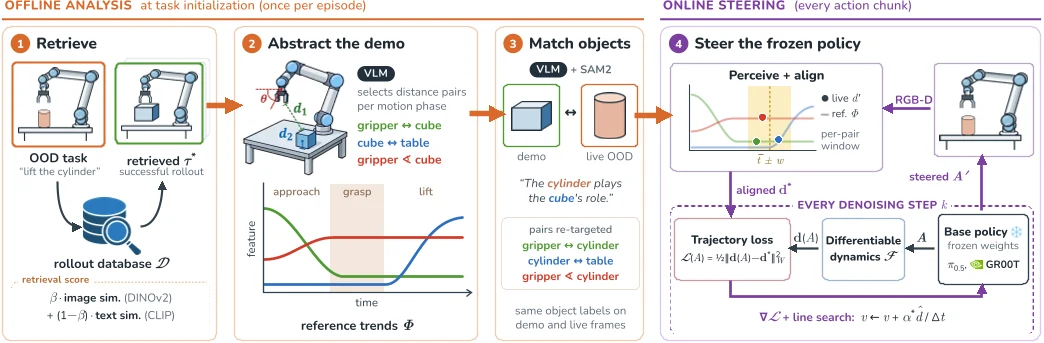 OFFLINE ANALYSIS at task initialization (once per episode)
ONLINE STEERING (every action chunk)
1 Retrieve
OOD task
"lift the cylinder"
retrieved τ*
successful rollout
rollout database 𝒟
retrieval score
β · image sim. (DINOv2)
+ (1−β) · text sim. (CLIP)
2 Abstract the demo
θ
d₁
d₂
VLM
selects distance pairs
per motion phase
gripper ↔ cube
cube ↔ table
gripper ∢ cube
approach
grasp
lift
feature
time
reference trends Φ
3 Match objects
VLM + SAM2
demo
↔
live OOD
"The cylinder plays
the cube's role."
pairs re-targeted
gripper ↔ cylinder
cylinder ↔ table
gripper ∢ cylinder
same object labels on
demo and live frames
4 Steer the frozen policy
Perceive + align
live d′
ref. Φ
per-pair
window
t̄ ± w
RGB-D
aligned d*
steered A′
EVERY DENOISING STEP k
Trajectory loss
ℒ(A) = ½‖d(A)−d*‖²_W
d(A)
Differentiable
dynamics ℱ
A
Base policy
frozen weights
π₀.₅, GR00T
∇ℒ + line search: v ← v + α* d̂ / Δt